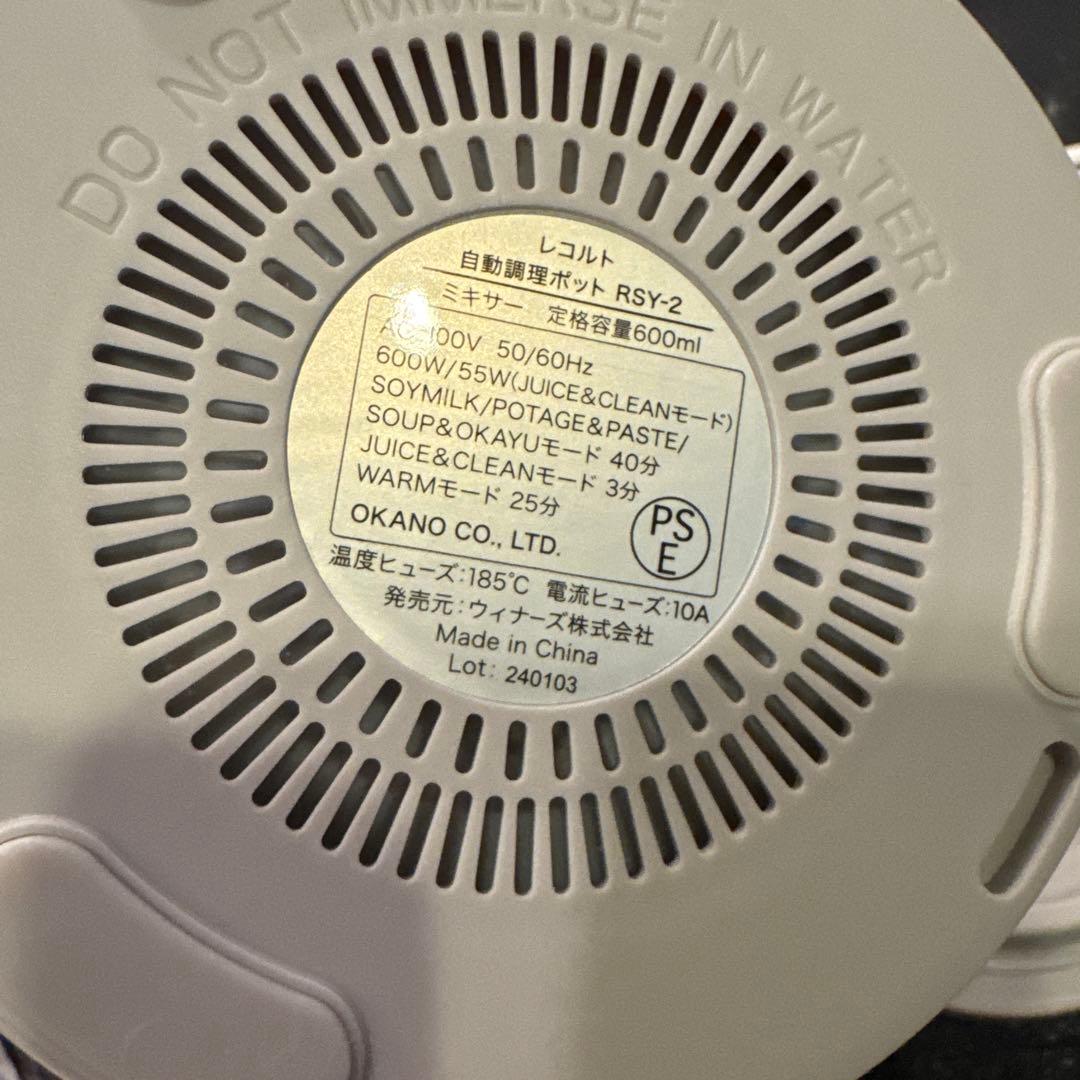 DO NOT IMMERSE IN WATER
レコルト
自動調理ポット RSY-2
ミキサー 定格容量600ml
AC 100V 50/60Hz
600W/55W(JUICE&CLEANモード)
SOYMILK/POTAGE&PASTE/
SOUP&OKAYUモード 40分
JUICE&CLEANモード 3分
WARMモード 25分
OKANO CO., LTD.
PS
E
温度ヒューズ:185℃ 電流ヒューズ:10A
発売元:ウィナーズ株式会社
Made in China
Lot: 240103